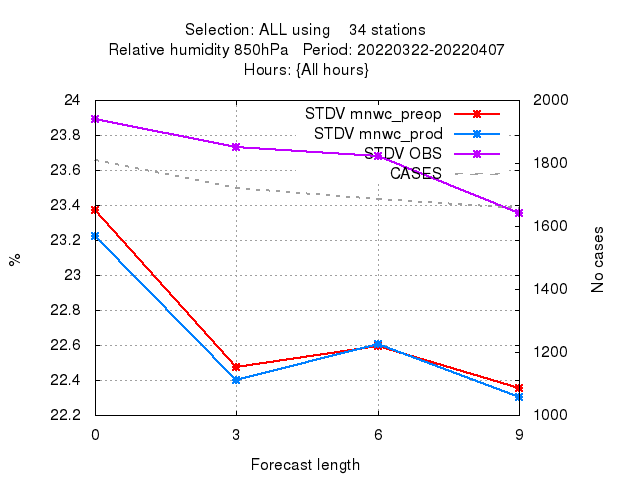 Selection: ALL using    34 stations
Relative humidity 850hPa   Period: 20220322-20220407
Hours: {All hours}
24
23.8
23.6
23.4
23.2
23
22.8
22.6
22.4
22.2
%
STDV mnwc_preop
STDV mnwc_prod
STDV OBS
CASES
2000
1800
1600
1400
1200
1000
No cases
0 3 6 9
Forecast length